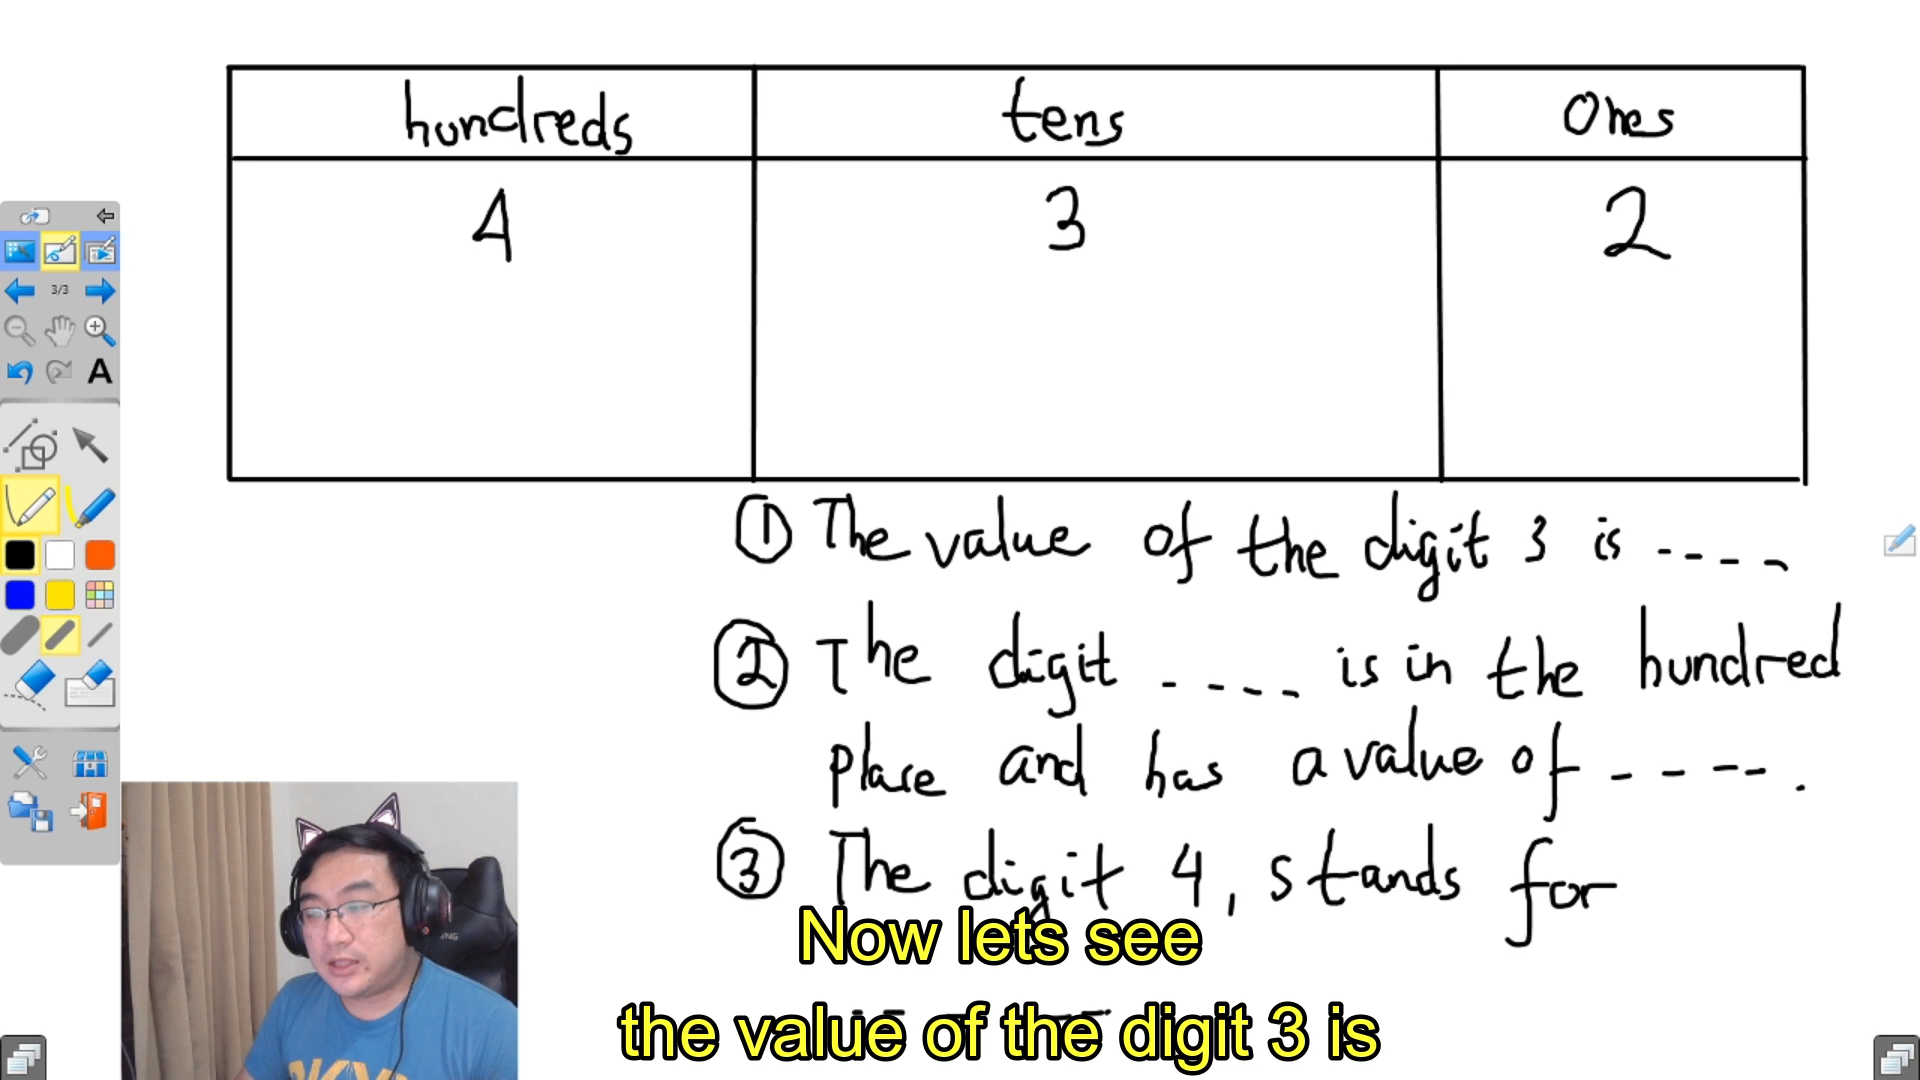 hundreds tens Ones
4 3 2
3/3
A
① The value of the digit 3 is ----
② The digit ---- is in the hundred
place and has a value of ----.
③ The digit 4, stands for
Now lets see
the value of the digit 3 is